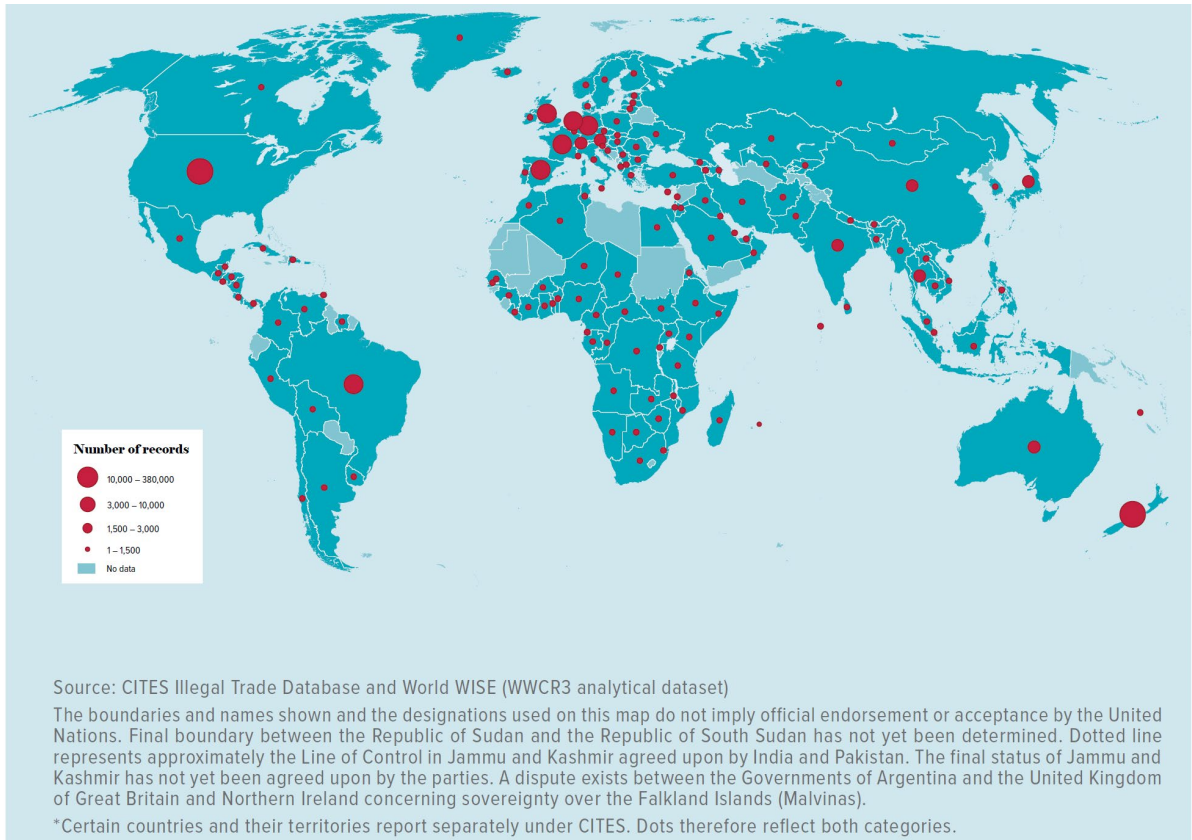 Number of records
10,000 – 380,000
3,000 – 10,000
1,500 – 3,000
1 – 1,500
No data
Source: CITES Illegal Trade Database and World WISE (WWCR3 analytical dataset)
The boundaries and names shown and the designations used on this map do not imply official endorsement or acceptance by the United
Nations. Final boundary between the Republic of Sudan and the Republic of South Sudan has not yet been determined. Dotted line
represents approximately the Line of Control in Jammu and Kashmir agreed upon by India and Pakistan. The final status of Jammu and
Kashmir has not yet been agreed upon by the parties. A dispute exists between the Governments of Argentina and the United Kingdom
of Great Britain and Northern Ireland concerning sovereignty over the Falkland Islands (Malvinas).
*Certain countries and their territories report separately under CITES. Dots therefore reflect both categories.